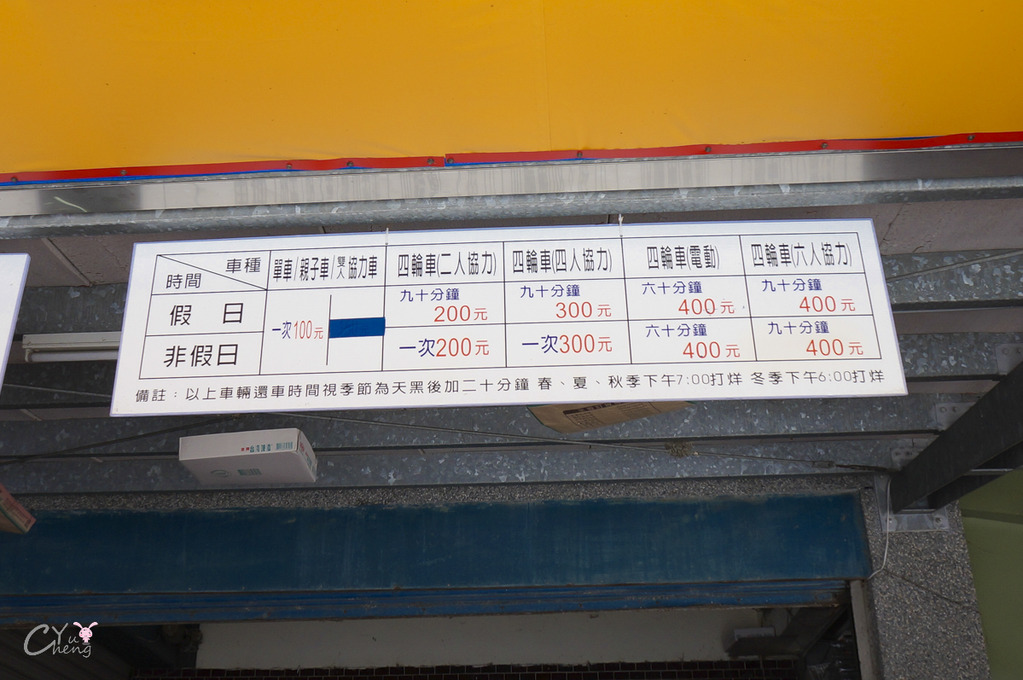 車種 單車/親子車/雙人協力車 四輪車(二人協力) 四輪車(四人協力) 四輪車(電動) 四輪車(六人協力)
時間
假日 一次100元 九十分鐘 200元 九十分鐘 300元 六十分鐘 400元 九十分鐘 400元
非假日 一次200元 一次300元 六十分鐘 400元 九十分鐘 400元
備註：以上車輛還車時間視季節為天黑後加二十分鐘 春、夏、秋季下午7:00打烊 冬季下午6:00打烊
CYu
Cheng